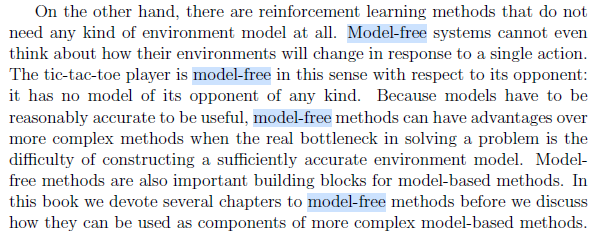 On the other hand, there are reinforcement learning methods that do not
need any kind of environment model at all. Model-free systems cannot even
think about how their environments will change in response to a single action.
The tic-tac-toe player is model-free in this sense with respect to its opponent:
it has no model of its opponent of any kind. Because models have to be
reasonably accurate to be useful, model-free methods can have advantages over
more complex methods when the real bottleneck in solving a problem is the
difficulty of constructing a sufficiently accurate environment model. Model-
free methods are also important building blocks for model-based methods. In
this book we devote several chapters to model-free methods before we discuss
how they can be used as components of more complex model-based methods.